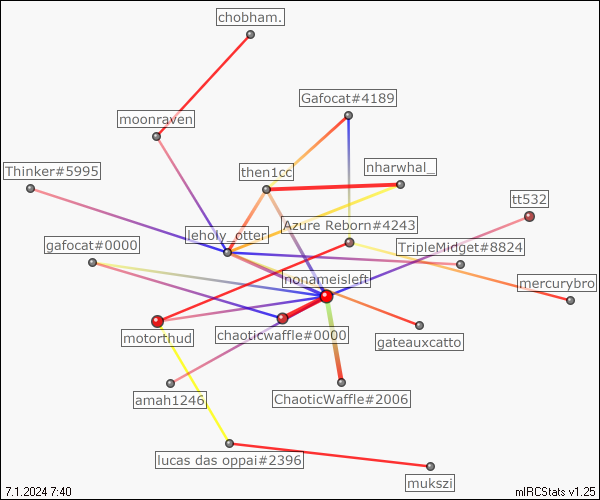 chobham.
Gafocat#4189
moonraven
Thinker#5995
then1cc
nharwhal_
tt532
leholy_otter
Azure Reborn#4243
gafocat#0000
TripleMidget#8824
nonameisleft
mercurybro
motorthud
chaoticwaffle#0000
gateauxcatto
amah1246
ChaoticWaffle#2006
lucas das oppai#2396
mukszi
7.1.2024 7:40
mIRCStats v1.25